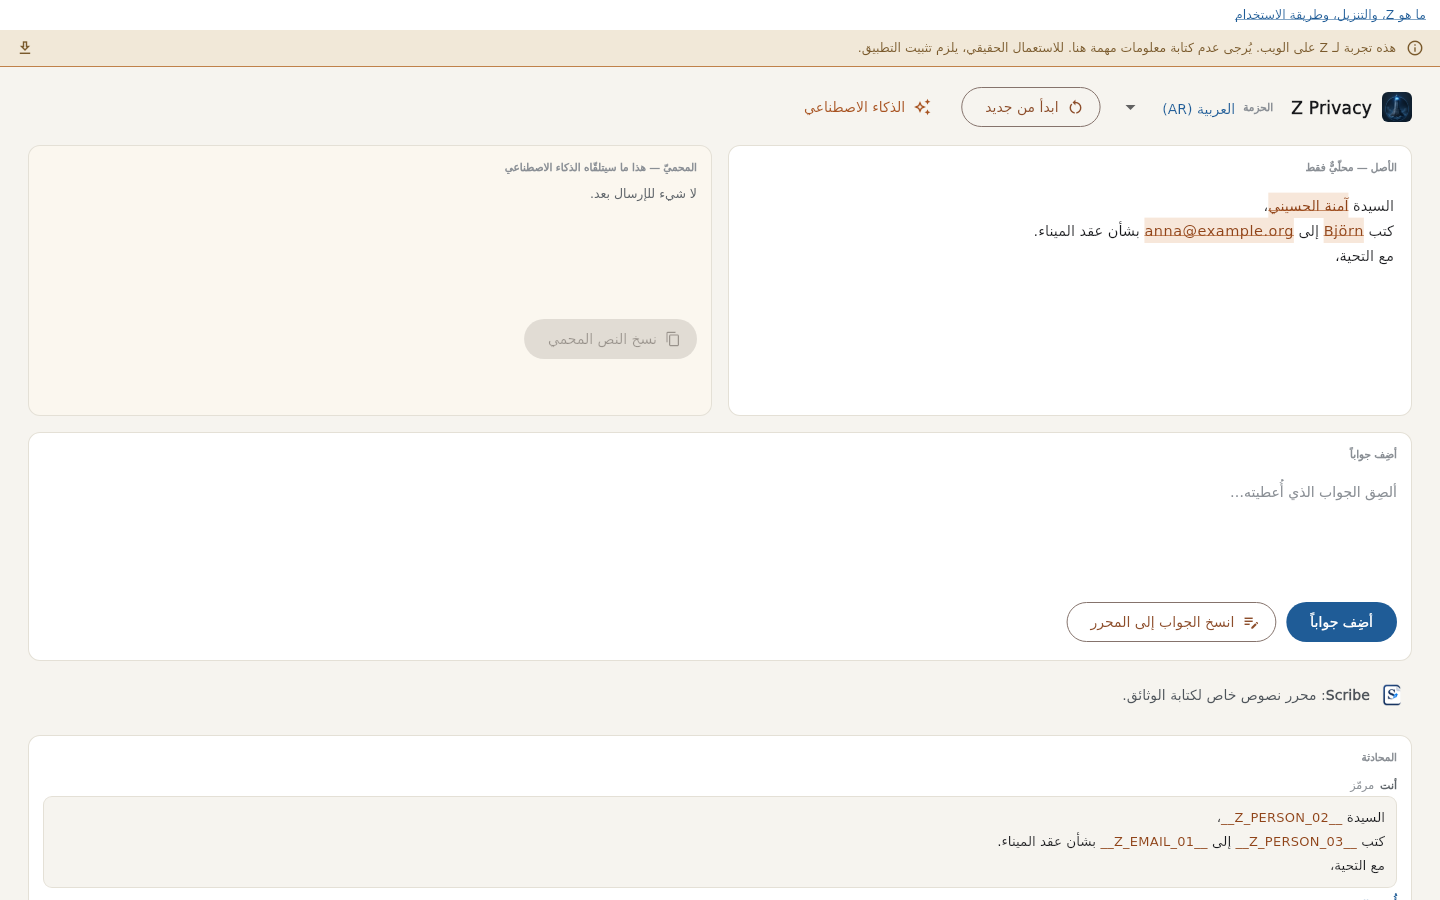 ما هو Z، والتنزيل، وطريقة الاستخدام
هذه تجربة لـ Z على الويب. يُرجى عدم كتابة معلومات مهمة هنا. للاستعمال الحقيقي، يلزم تثبيت التطبيق.
Z Privacy
الحزمة
العربية (AR)
ابدأ من جديد
الذكاء الاصطناعي
الأصل — محلّيٌّ فقط
السيدة آمنة الحسيني،
كتب Björn إلى anna@example.org بشأن عقد الميناء.
مع التحية،
المحميّ — هذا ما سيتلقّاه الذكاء الاصطناعي
لا شيء للإرسال بعد.
نسخ النص المحمي
أضِف جواباً
ألصِق الجواب الذي أُعطيته...
أضِف جواباً
انسخ الجواب إلى المحرر
Scribe: محرر نصوص خاص لكتابة الوثائق.
المحادثة
أنت مرمّز
السيدة __Z_PERSON_02__،
كتب __Z_PERSON_03__ إلى __Z_EMAIL_01__ بشأن عقد الميناء.
مع التحية،